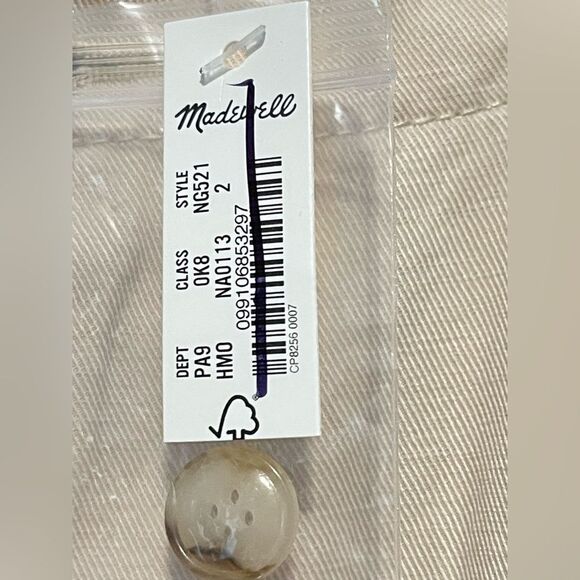 Madewell
DEPT CLASS STYLE
PA9 0K8 NG521
HM0 NA0113 2
099106853297
CP8256 0007